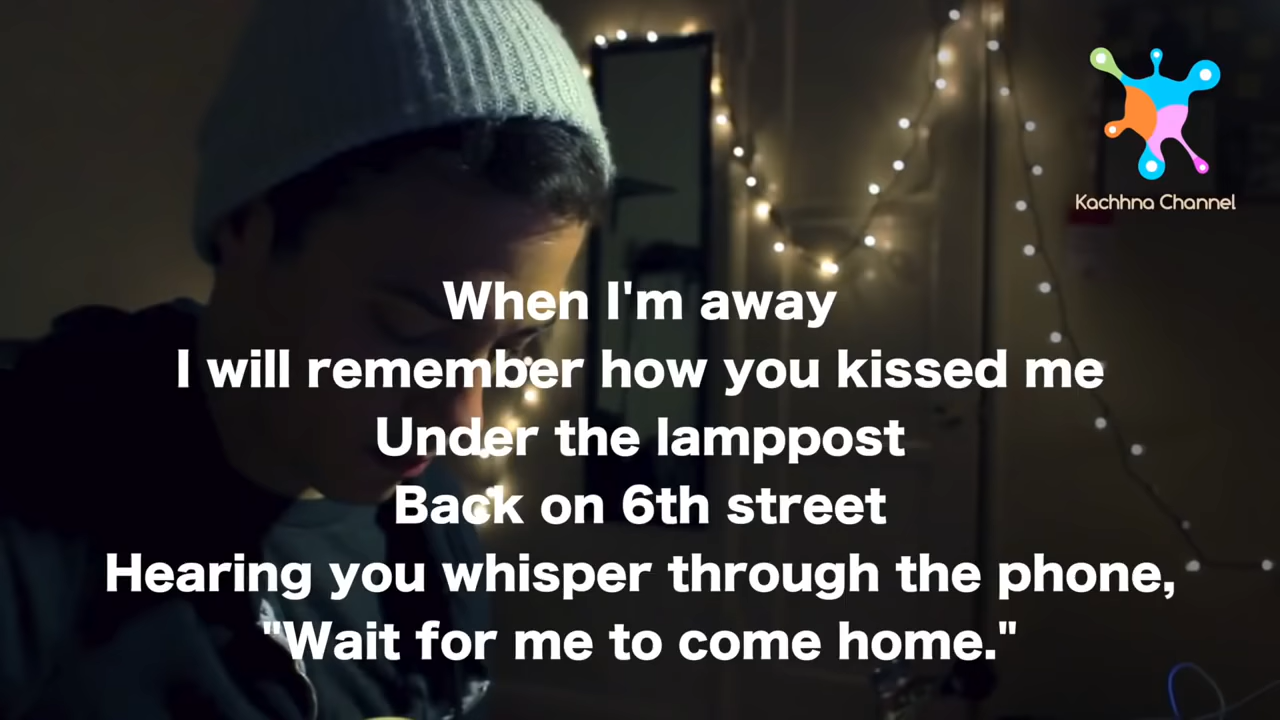 Kachhna Channel
When I'm away
I will remember how you kissed me
Under the lamppost
Back on 6th street
Hearing you whisper through the phone,
"Wait for me to come home."